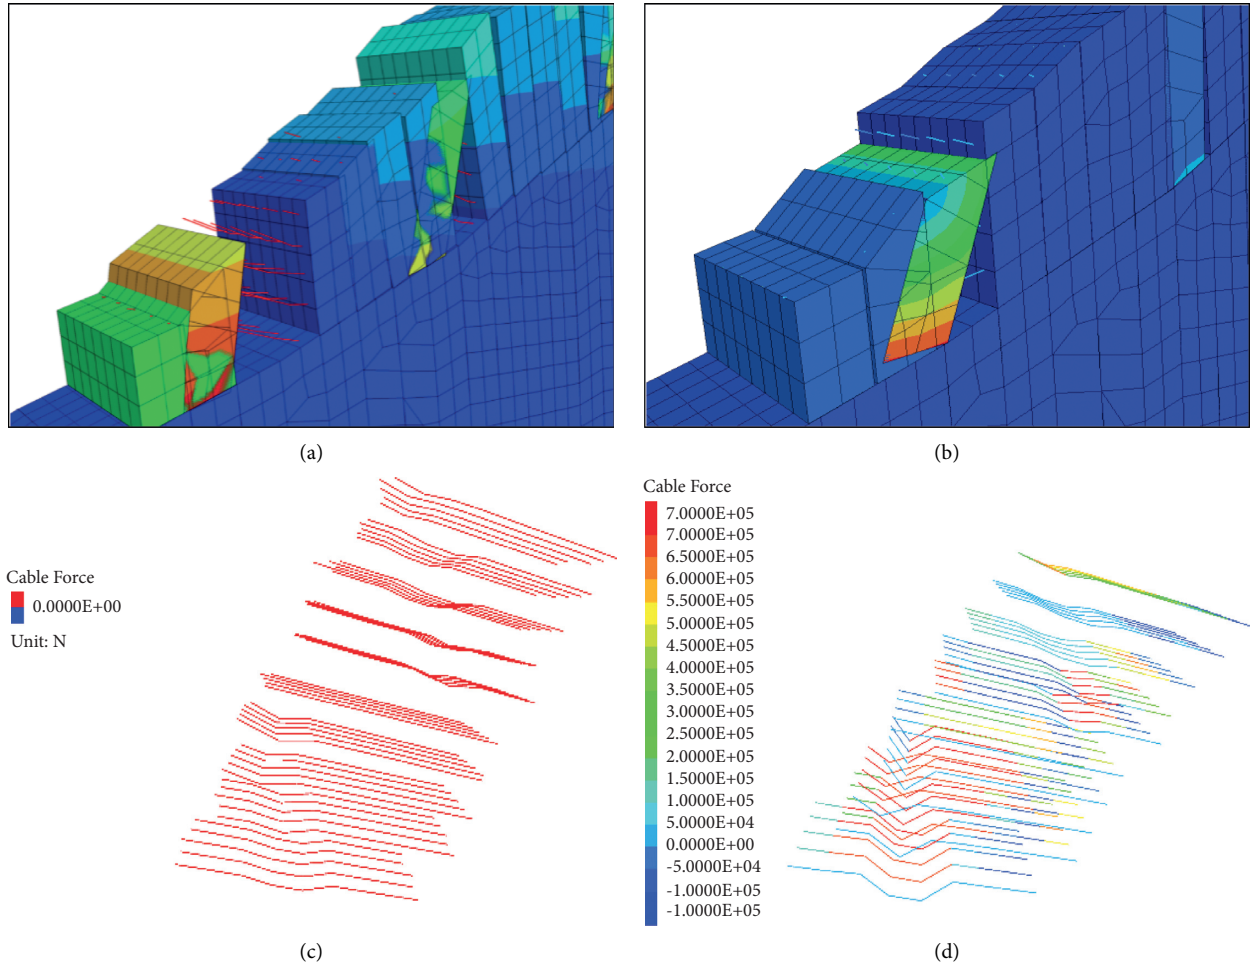 (a)
(b)
Cable Force
0.0000E+00
Unit: N
(c)
Cable Force
7.0000E+05
7.0000E+05
6.5000E+05
6.0000E+05
5.5000E+05
4.5000E+05
4.0000E+05
3.5000E+05
3.0000E+05
2.5000E+05
2.0000E+05
1.5000E+05
1.0000E+05
5.0000E+04
0.0000E+00
-5.0000E+04
-1.0000E+05
-1.0000E+05
(d)